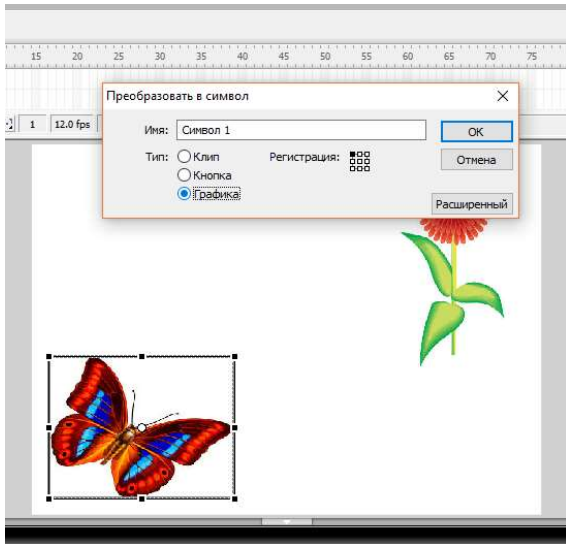 15 20 25 30 35 40 45 50 55 60 65 70 75
Преобразовать в символ
1 12.0 fps
Имя: Символ 1 ОК
Тип: Клип Регистрация: Отмена
Кнопка
Графика
Расширенный